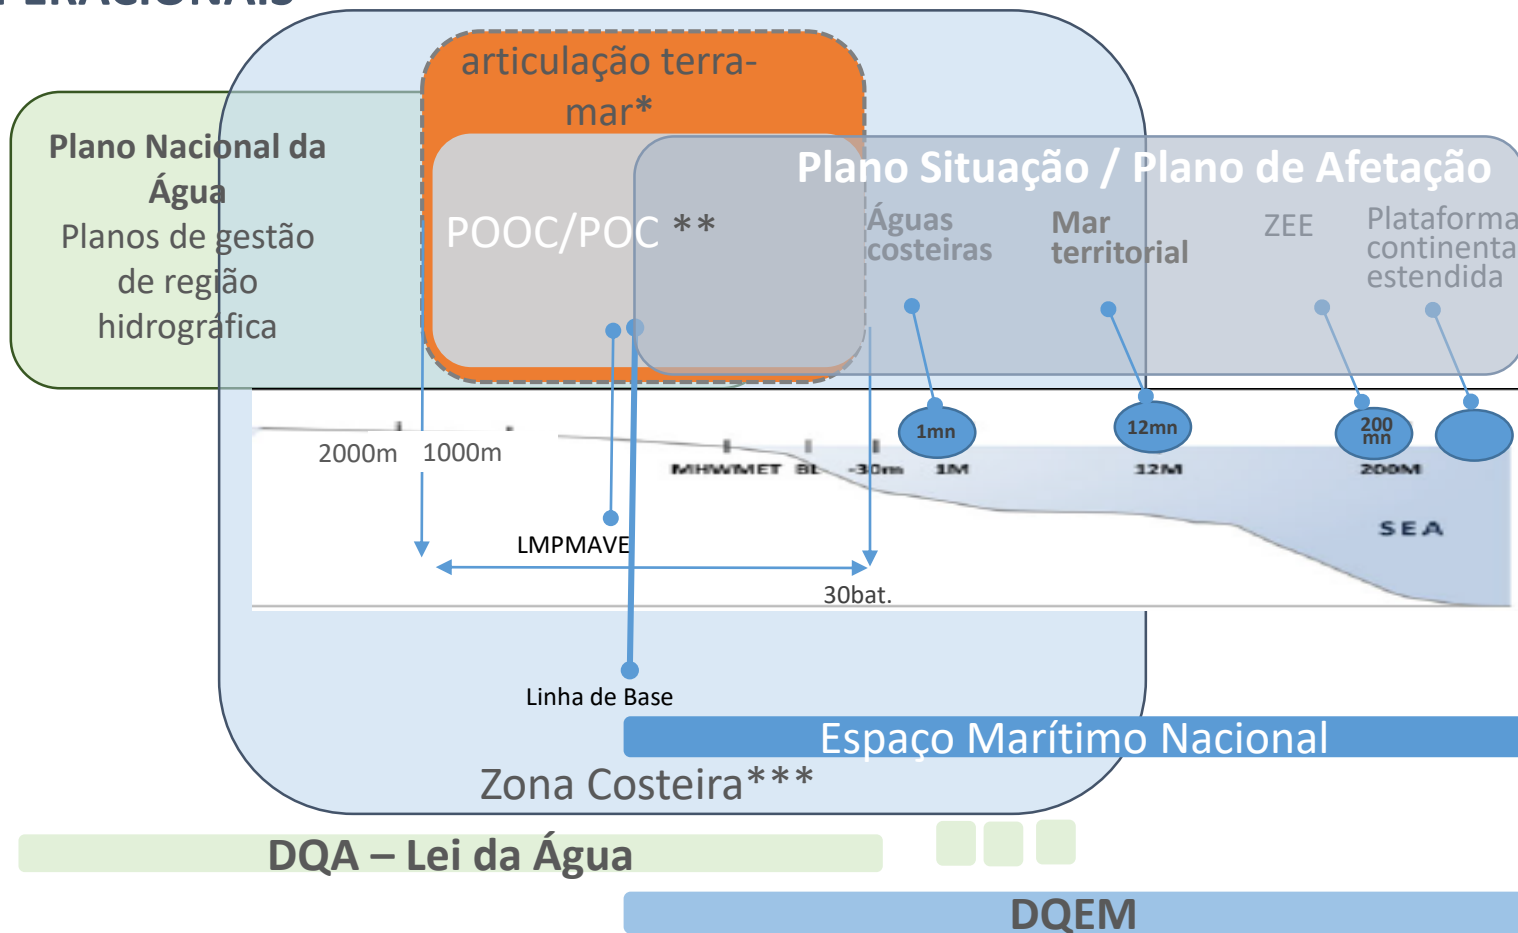 PERACIONAIS
articulação terra-
mar*
Plano Nacional da
Água
Planos de gestão
de região
hidrográfica
POOC/POC **
Plano Situação / Plano de Afetação
Águas
costeiras
Mar
territorial
ZEE
Plataforma
continenta
estendida
1mn
12mn
200
mn
2000m
1000m
MHWMET
BL
-30m
1M
12M
200M
SEA
LMPMAVE
30bat.
Linha de Base
Espaço Marítimo Nacional
Zona Costeira***
DQA – Lei da Água
DQEM